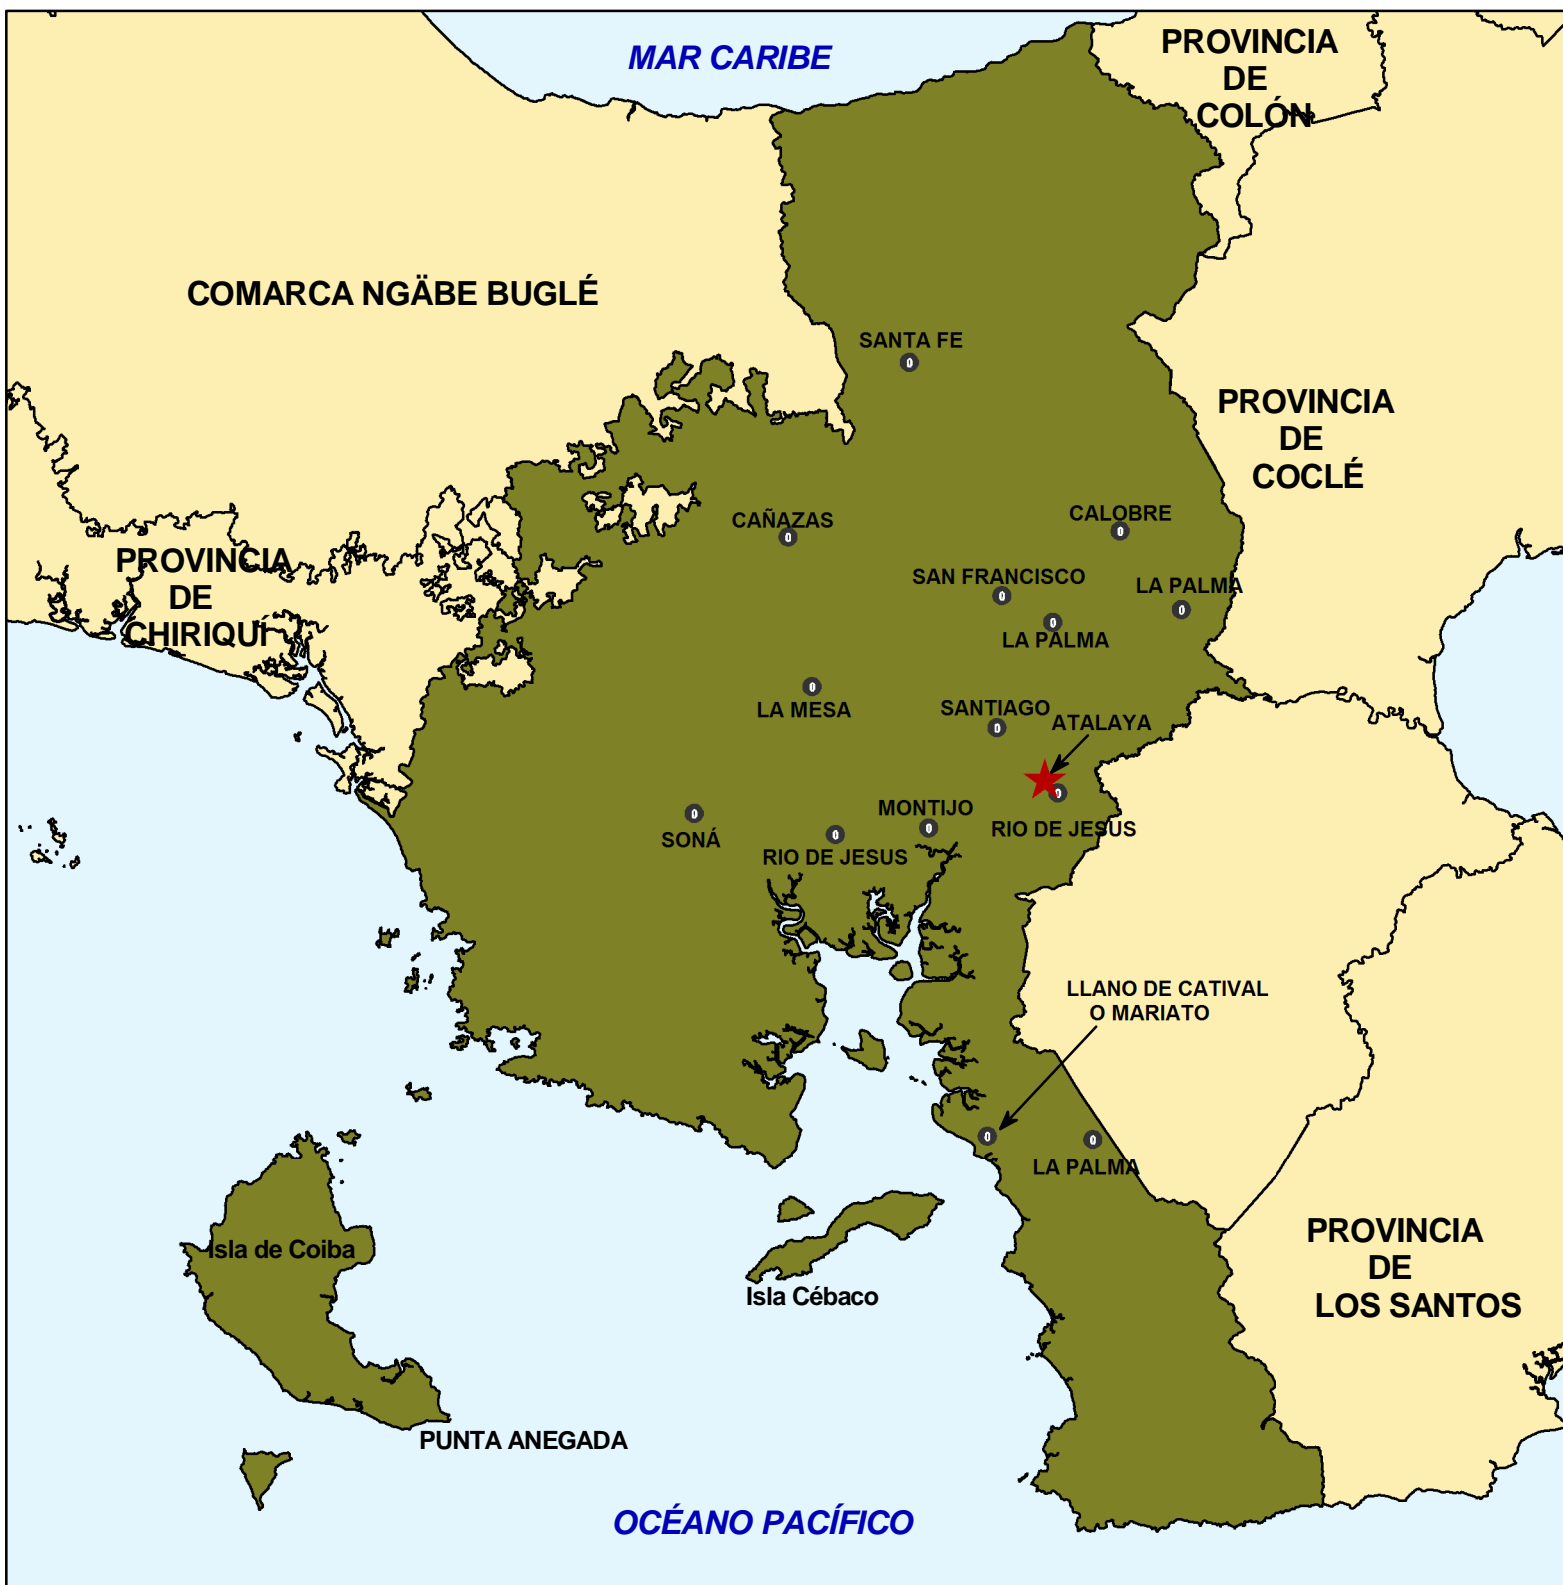 MAR CARIBE
PROVINCIA
DE
COLÓN
COMARCA NGÄBE BUGLÉ
SANTA FE
PROVINCIA
DE
COCLÉ
CAÑAZAS
CALOBRE
PROVINCIA
DE
CHIRIQUÍ
SAN FRANCISCO
LA PALMA
LA PALMA
LA MESA
SANTIAGO
ATALAYA
MONTIJO
RIO DE JESUS
SONÁ
RIO DE JESUS
LLANO DE CATIVAL
O MARIATO
LA PALMA
Isla de Coiba
Isla Cébaco
PROVINCIA
DE
LOS SANTOS
PUNTA ANEGADA
OCÉANO PACÍFICO